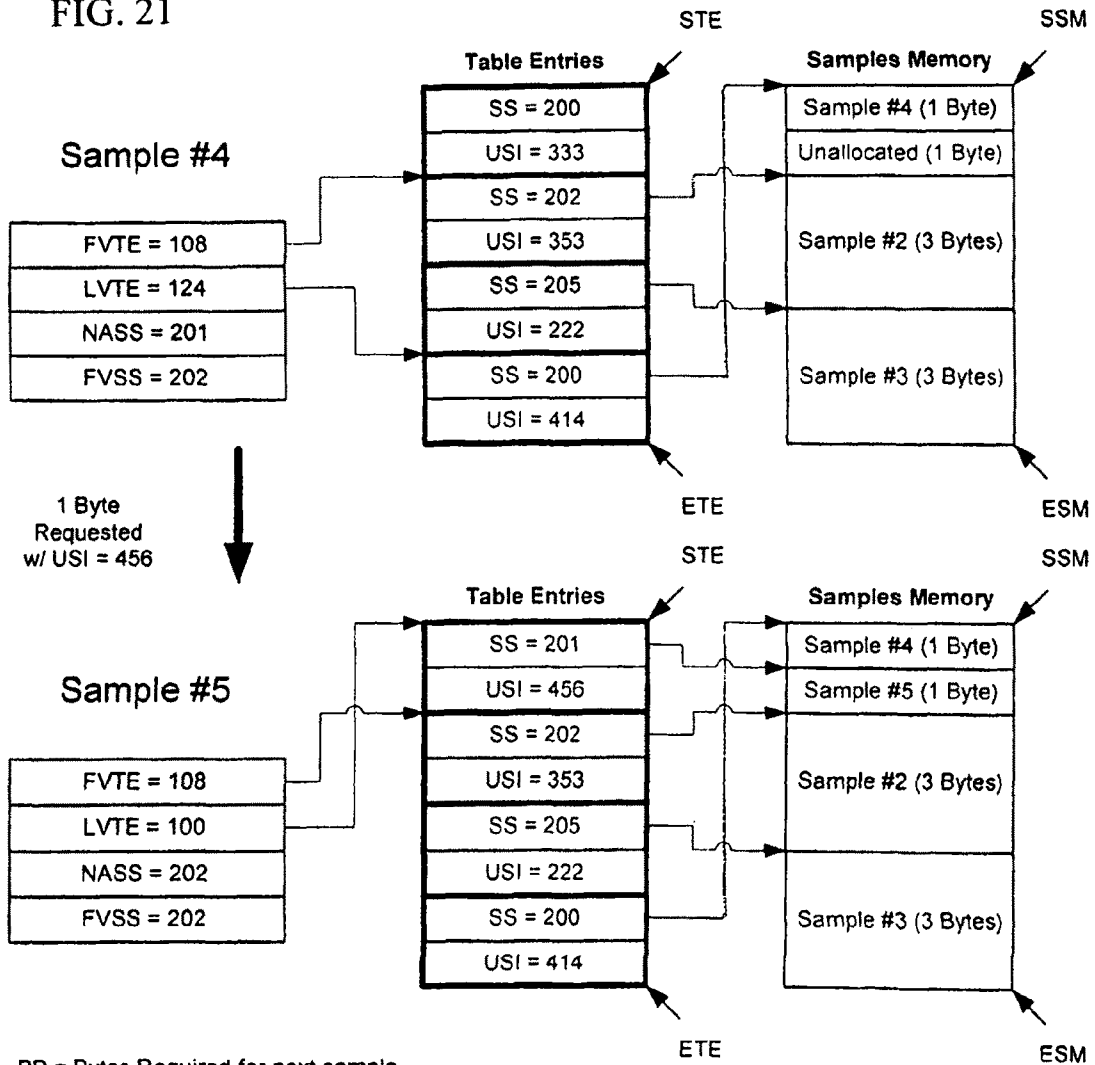 FIG. 21
STE
SSM
Table Entries
Samples Memory
Sample #4
SS = 200
USI = 333
SS = 202
USI = 353
SS = 205
USI = 222
SS = 200
USI = 414
Sample #4 (1 Byte)
Unallocated (1 Byte)
Sample #2 (3 Bytes)
Sample #3 (3 Bytes)
FVTE = 108
LVTE = 124
NASS = 201
FVSS = 202
ETE
ESM
1 Byte
Requested
w/ USI = 456
STE
SSM
Table Entries
Samples Memory
Sample #5
SS = 201
USI = 456
SS = 202
USI = 353
SS = 205
USI = 222
SS = 200
USI = 414
Sample #4 (1 Byte)
Sample #5 (1 Byte)
Sample #2 (3 Bytes)
Sample #3 (3 Bytes)
FVTE = 108
LVTE = 100
NASS = 202
FVSS = 202
ETE
ESM
= Bytes Required for next sample